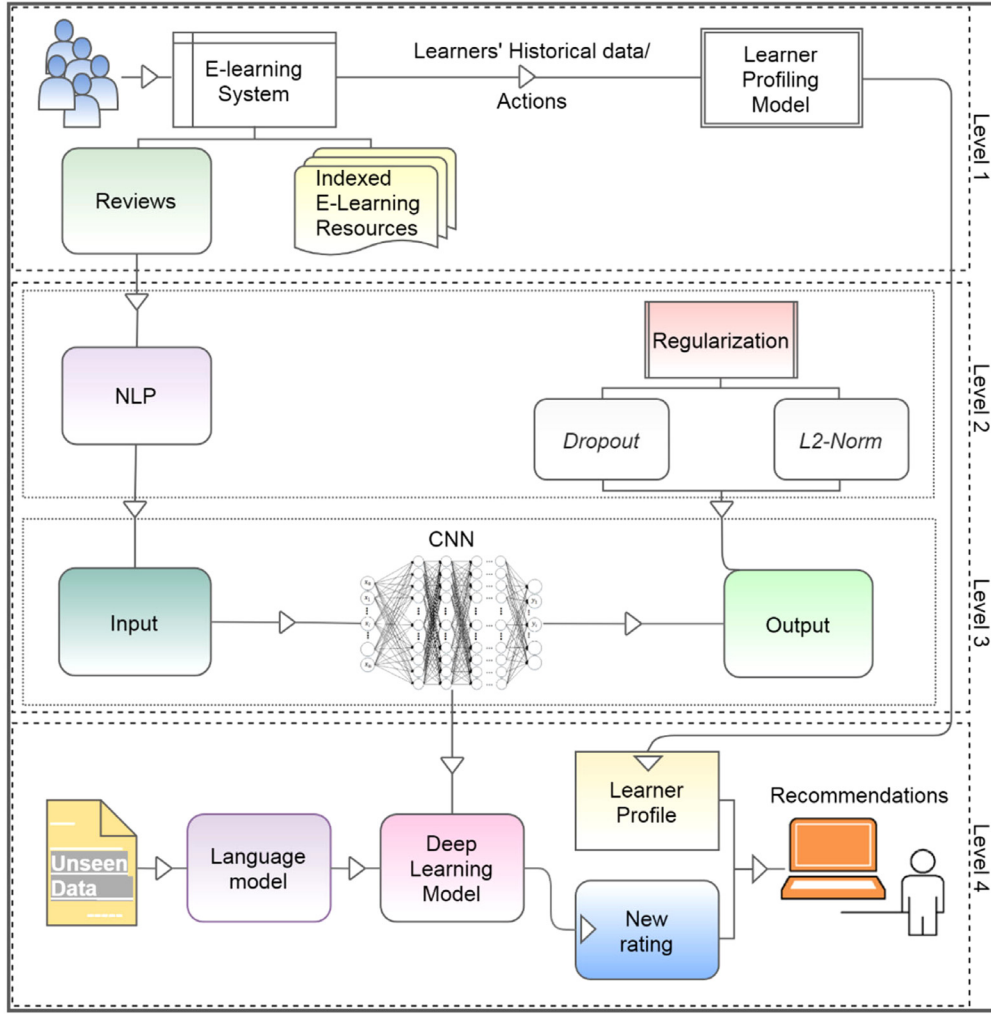 Learners' Historical data/
Actions
E-learning
System
Learner
Profiling
Model
Level 1
Reviews
Indexed
E-Learning
Resources
NLP
Regularization
Dropout
L2-Norm
Level 2
CNN
Input
Output
Level 3
Unseen
Data
Language
model
Deep
Learning
Model
Learner
Profile
New
rating
Recommendations
Level 4